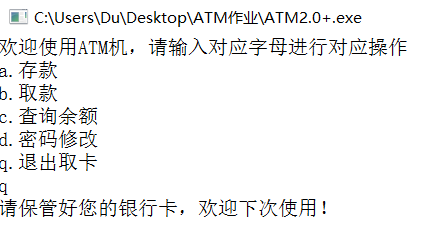 C:\Users\Du\Desktop\ATM作业\ATM2.0+.exe
欢迎使用ATM机，请输入对应字母进行对应操作
a.存款
b.取款
c.查询余额
d.密码修改
q.退出取卡
q
请保管好您的银行卡，欢迎下次使用！